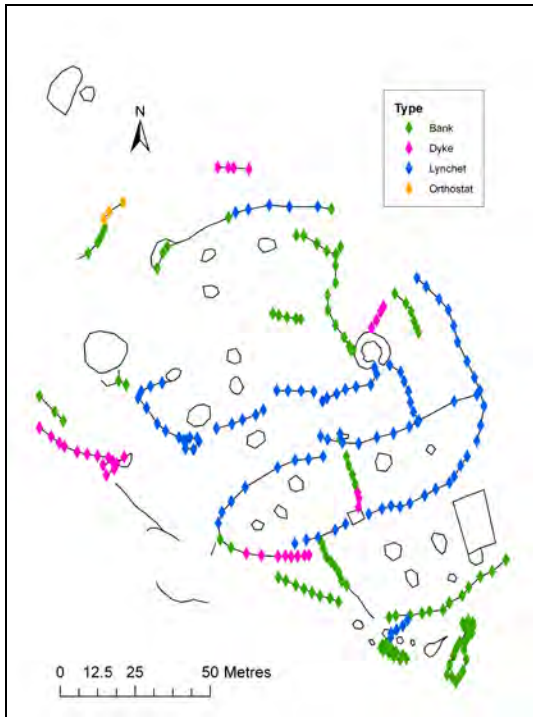 N
Type
Bank
Dyke
Lynchet
Orthostat
0 12.5 25 50 Metres